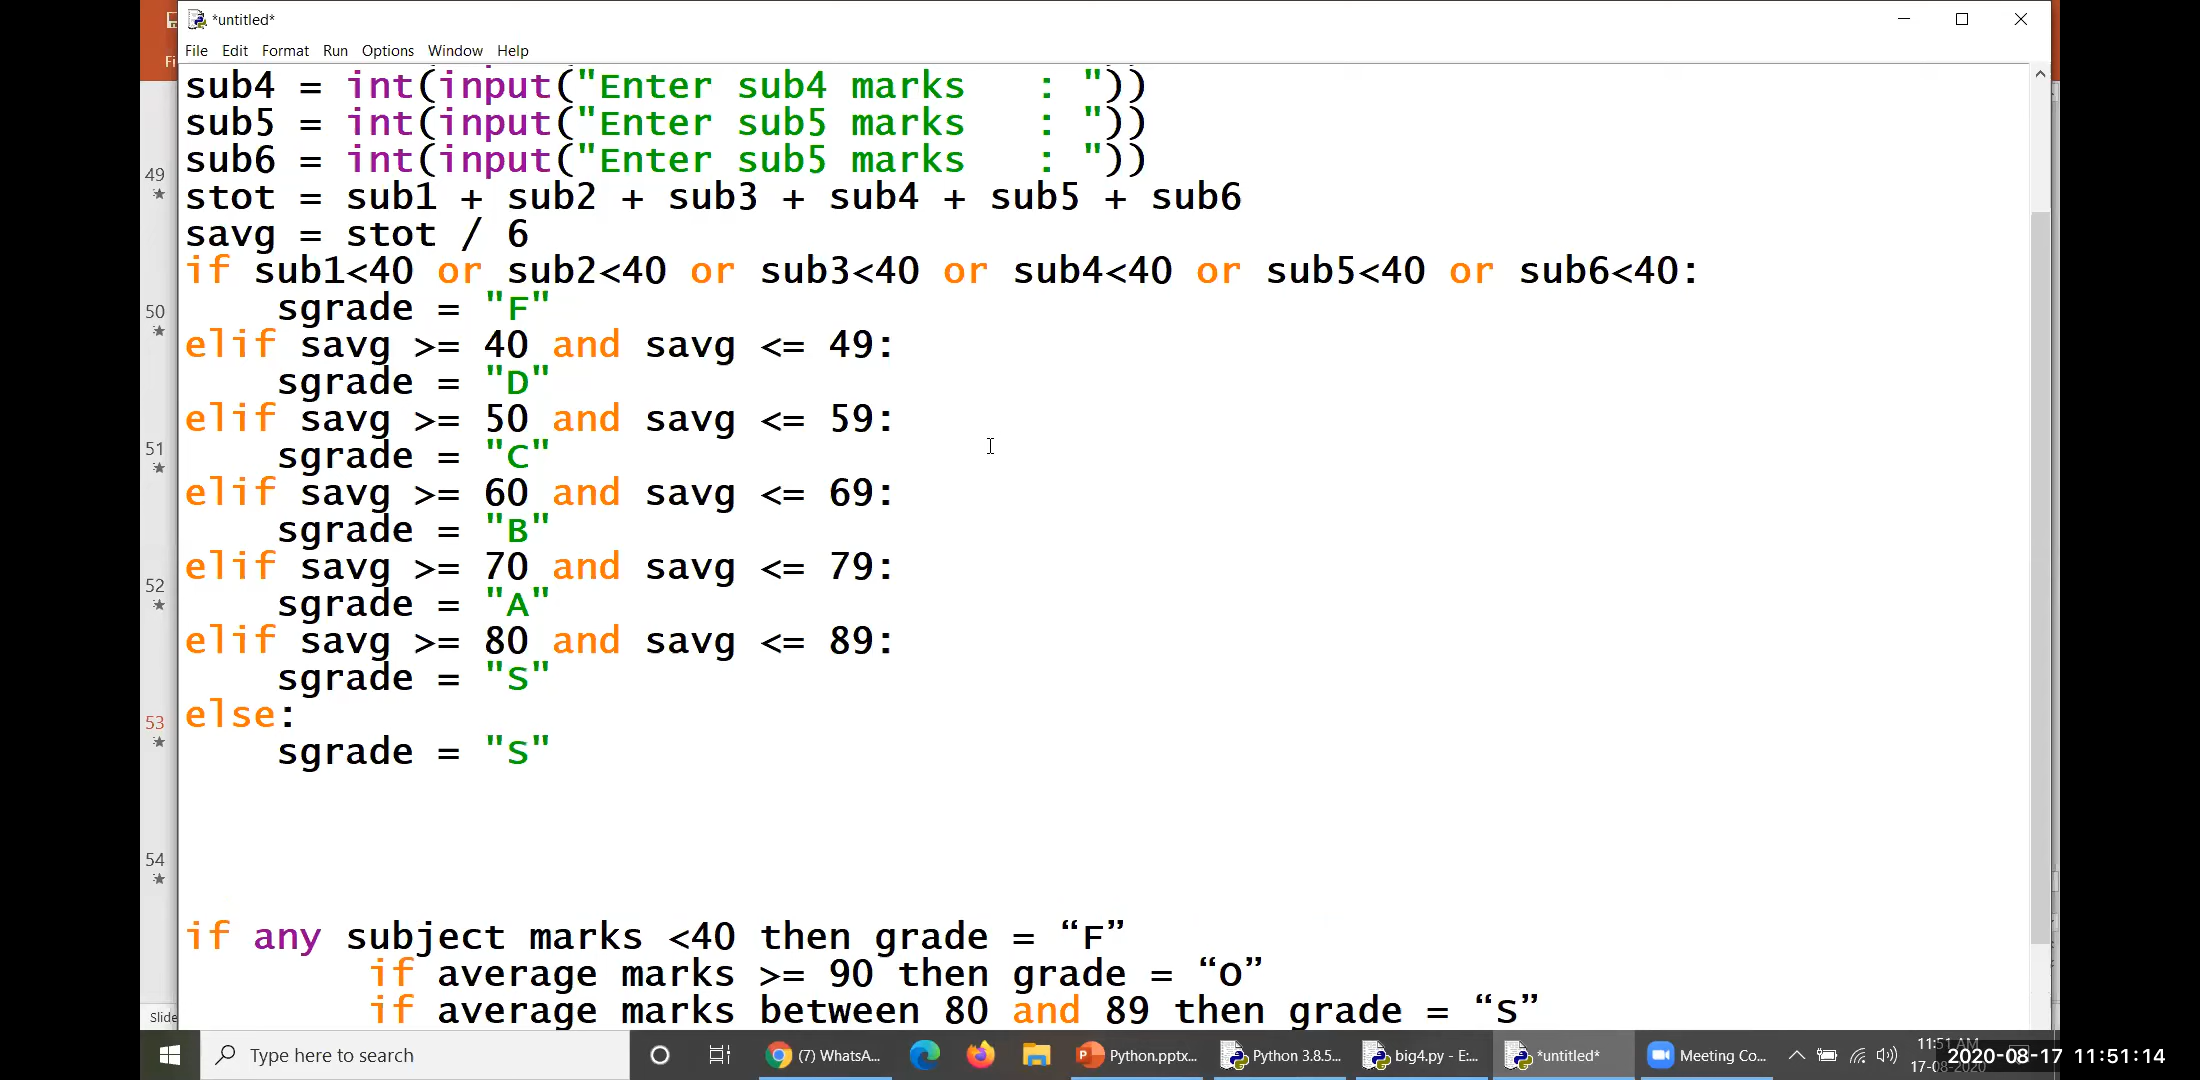 *untitled*
File Edit Format Run Options Window Help
sub4 = int(input("Enter sub4 marks   : "))
sub5 = int(input("Enter sub5 marks   : "))
sub6 = int(input("Enter sub5 marks   : "))
stot = sub1 + sub2 + sub3 + sub4 + sub5 + sub6
savg = stot / 6
if sub1<40 or sub2<40 or sub3<40 or sub4<40 or sub5<40 or sub6<40:
    sgrade = "F"
elif savg >= 40 and savg <= 49:
    sgrade = "D"
elif savg >= 50 and savg <= 59:
    sgrade = "C"
elif savg >= 60 and savg <= 69:
    sgrade = "B"
elif savg >= 70 and savg <= 79:
    sgrade = "A"
elif savg >= 80 and savg <= 89:
    sgrade = "S"
else:
    sgrade = "S"
if any subject marks <40 then grade = “F”
        if average marks >= 90 then grade = “O”
        if average marks between 80 and 89 then grade = “S”
49
50
51
52
53
54
Slide
Type here to search
(7) WhatsA...
Python.pptx...
Python 3.8.5...
big4.py - E:...
*untitled*
Meeting Co...
11:51 AM
17-08-2020
2020-08-17 11:51:14